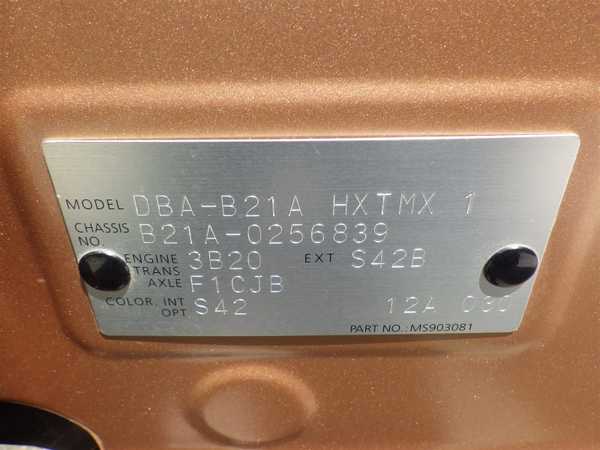 MODEL DBA-B21A HXTMX 1
CHASSIS NO. B21A-0256839
ENGINE 3B20 EXT S42B
TRANS AXLE F1CJB
COLOR, INT S42
OPT 12A
PART NO.: MS903081